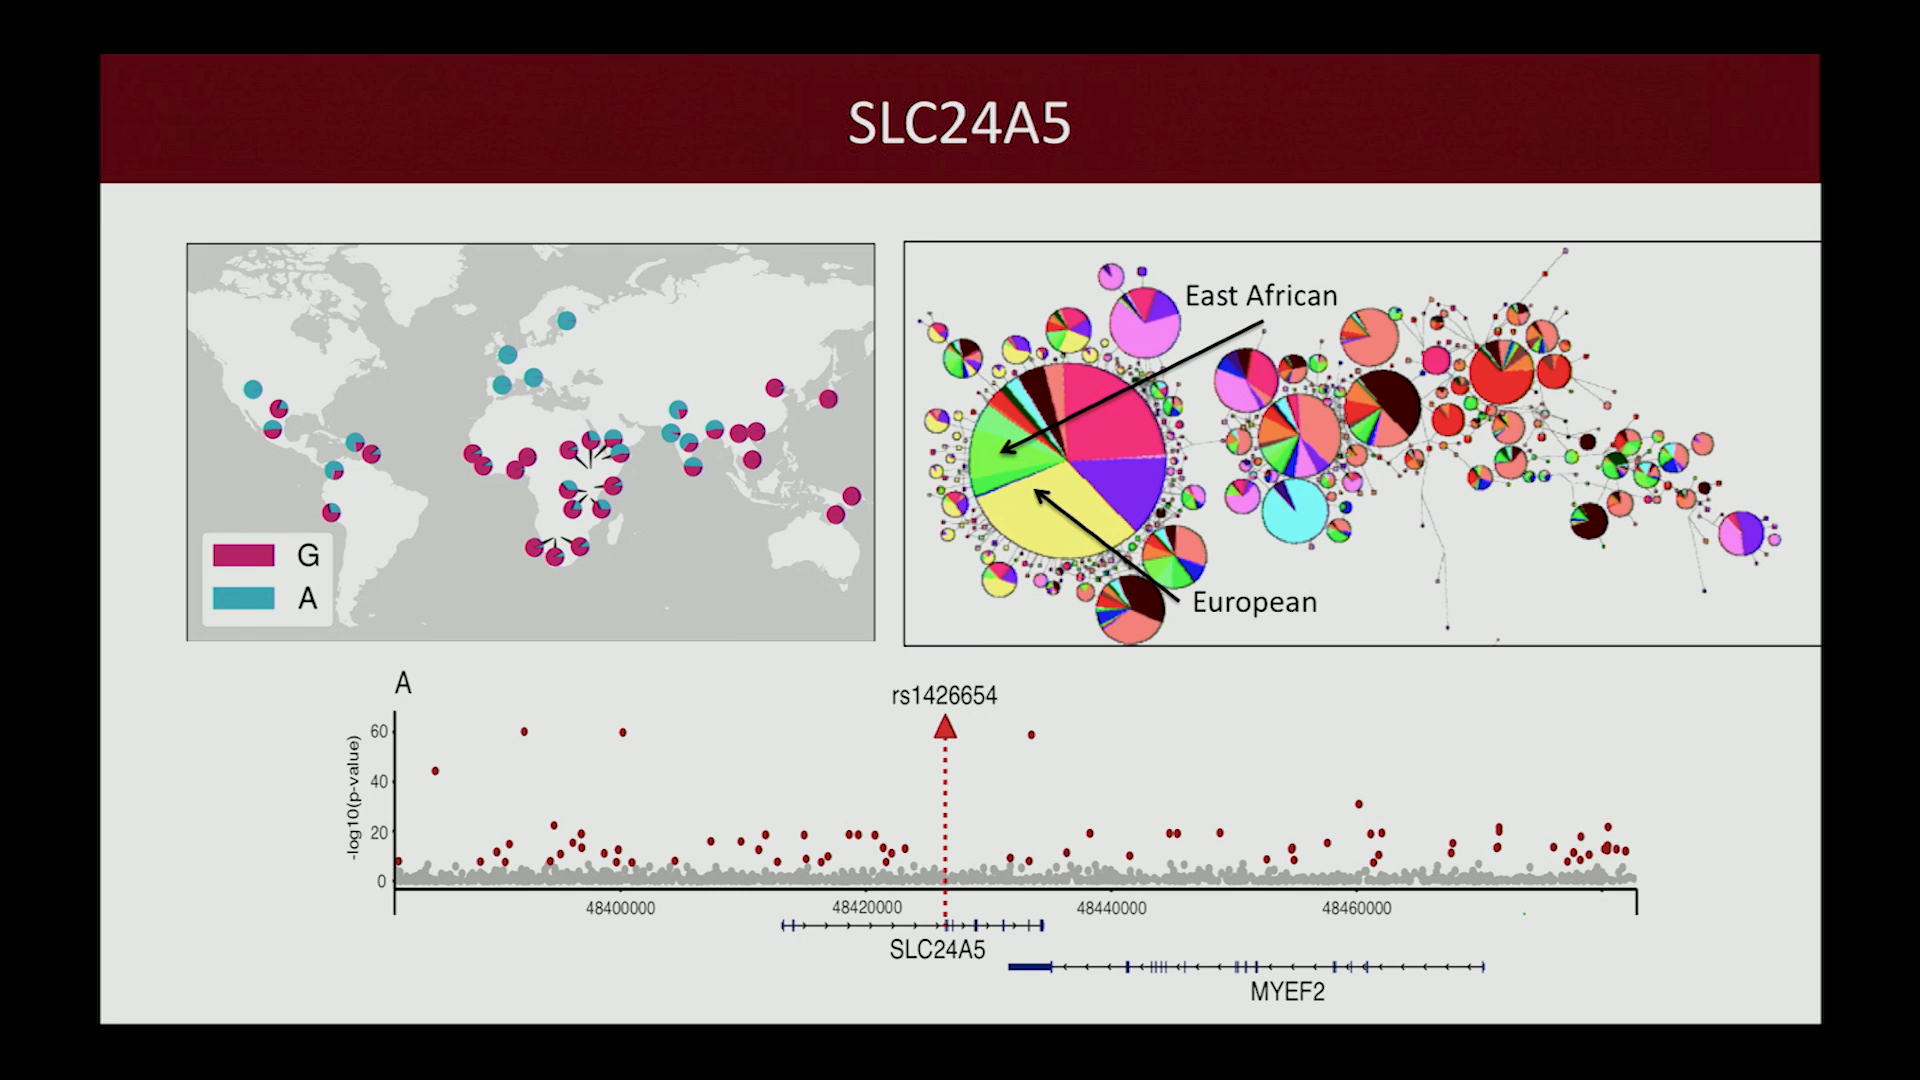 SLC24A5
East African
European
G
A
A
rs1426654
-log10(p-value)
60
40
20
0
48400000
48420000
48440000
48460000
SLC24A5
MYEF2